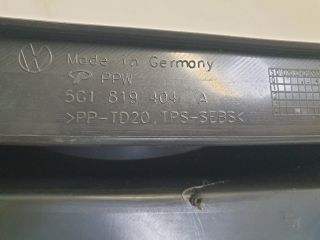 Made in Germany
PPW
5G1 819 404 A
>PP-TD20, TPS-SEBS<